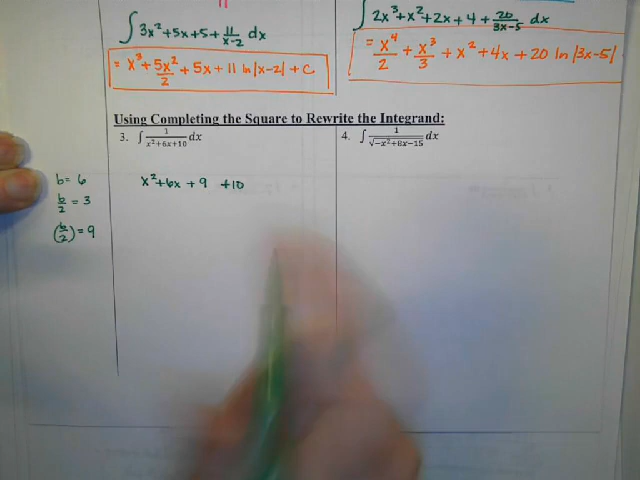 ∫ 3x²+5x+5+ 11/x-2 dx
= x³ + 5x²/2 + 5x + 11 ln|x-2| + C
∫ 2x³+x²+2x+4+ 20/3x-5 dx
= x⁴/2 + x³/3 + x² + 4x + 20 ln |3x-5|
Using Completing the Square to Rewrite the Integrand:
3. ∫ 1/x²+6x+10 dx
4. ∫ 1/√-x²+8x-15 dx
b= 6
b/2 = 3
(b/2) = 9
x²+6x + 9 +10